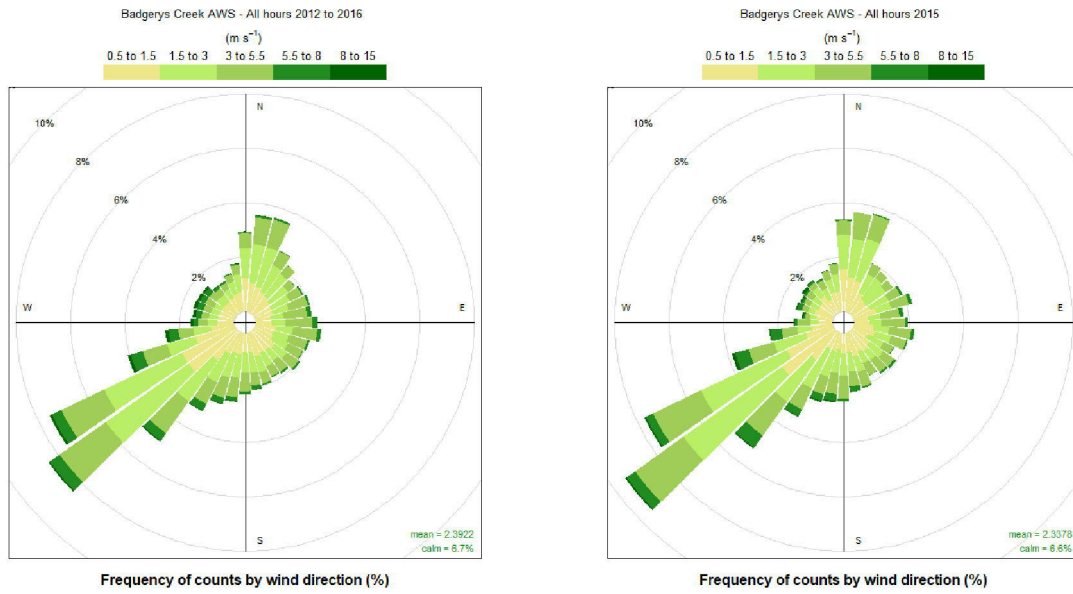 Badgerys Creek AWS - All hours 2012 to 2016
(m s⁻¹)
0.5 to 1.5 1.5 to 3 3 to 5.5 5.5 to 8 8 to 15
N
10%
8%
6%
4%
2%
W
E
S
mean = 2.3922
calm = 6.7%
Frequency of counts by wind direction (%)
Badgerys Creek AWS - All hours 2015
(m s⁻¹)
0.5 to 1.5 1.5 to 3 3 to 5.5 5.5 to 8 8 to 15
N
10%
8%
6%
4%
2%
W
E
S
mean = 2.3378
calm = 6.6%
Frequency of counts by wind direction (%)